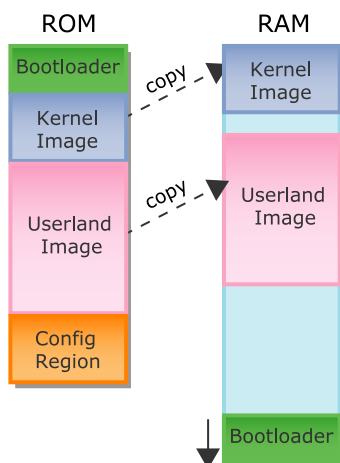 ROM
Bootloader
Kernel
Image
Userland
Image
Config
Region
copy
copy
RAM
Kernel
Image
Userland
Image
Bootloader